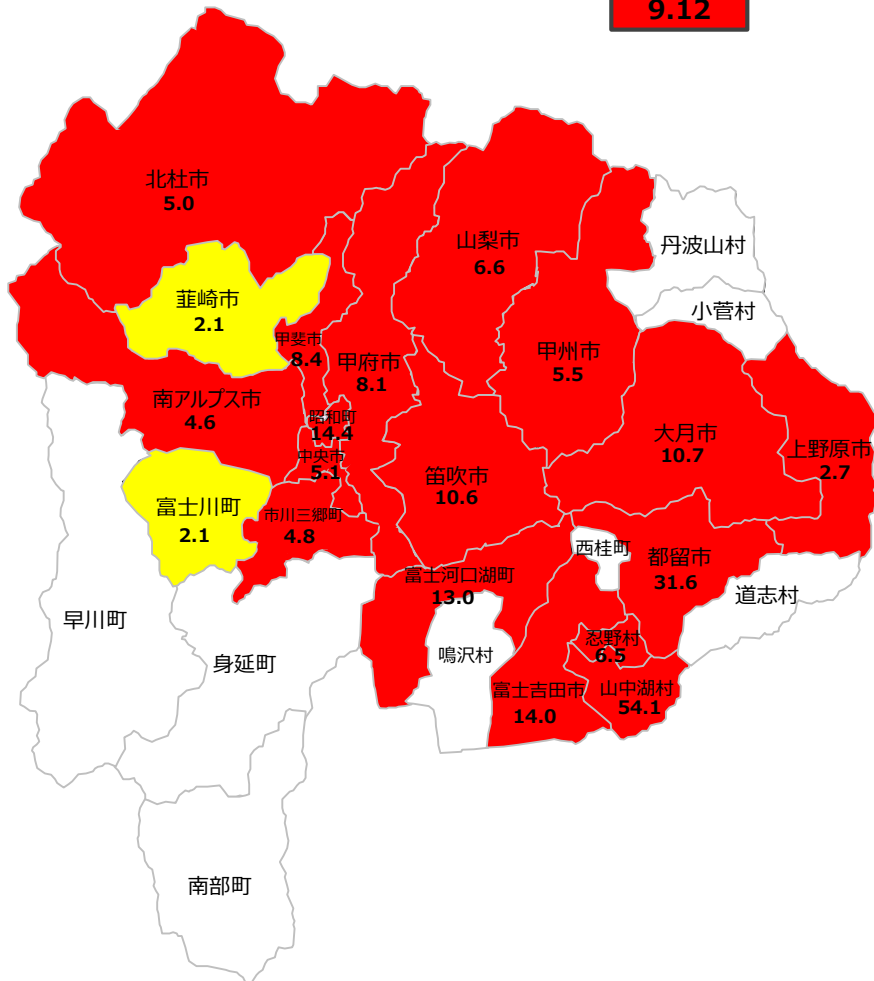 9.12
北杜市
5.0
山梨市
6.6
丹波山村
韮崎市
2.1
小菅村
甲斐市
8.4
甲府市
8.1
甲州市
5.5
南アルプス市
4.6
昭和町
14.4
大月市
10.7
上野原市
2.7
中央市
5.1
笛吹市
10.6
富士川町
2.1
市川三郷町
4.8
西桂町
都留市
31.6
富士河口湖町
13.0
道志村
早川町
忍野村
6.5
身延町
鳴沢村
富士吉田市
14.0
山中湖村
54.1
南部町